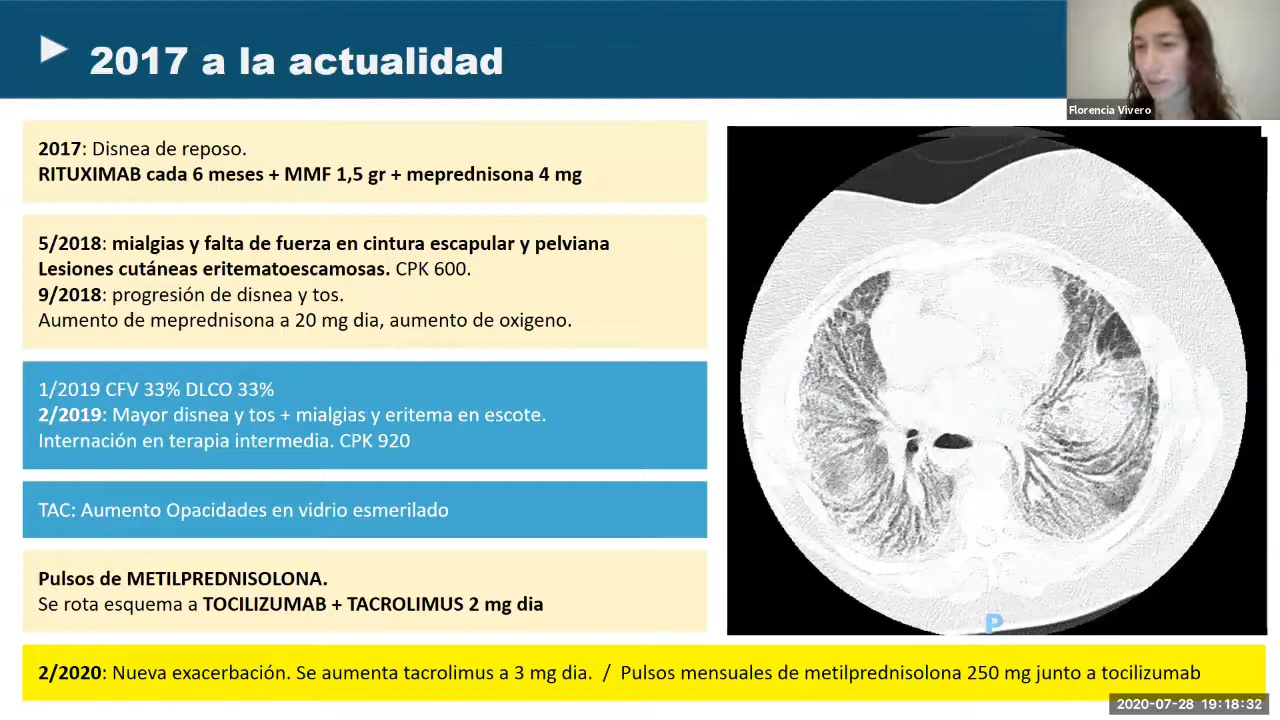 2017 a la actualidad
Florencia Vivero
2017: Disnea de reposo.
RITUXIMAB cada 6 meses + MMF 1,5 gr + meprednisona 4 mg
5/2018: mialgias y falta de fuerza en cintura escapular y pelviana
Lesiones cutáneas eritematoescamosas. CPK 600.
9/2018: progresión de disnea y tos.
Aumento de meprednisona a 20 mg dia, aumento de oxigeno.
1/2019 CFV 33% DLCO 33%
2/2019: Mayor disnea y tos + mialgias y eritema en escote.
Internación en terapia intermedia. CPK 920
TAC: Aumento Opacidades en vidrio esmerilado
Pulsos de METILPREDNISOLONA.
Se rota esquema a TOCILIZUMAB + TACROLIMUS 2 mg dia
P
2/2020: Nueva exacerbación. Se aumenta tacrolimus a 3 mg dia. / Pulsos mensuales de metilprednisolona 250 mg junto a tocilizumab
2020-07-28 19:18:32